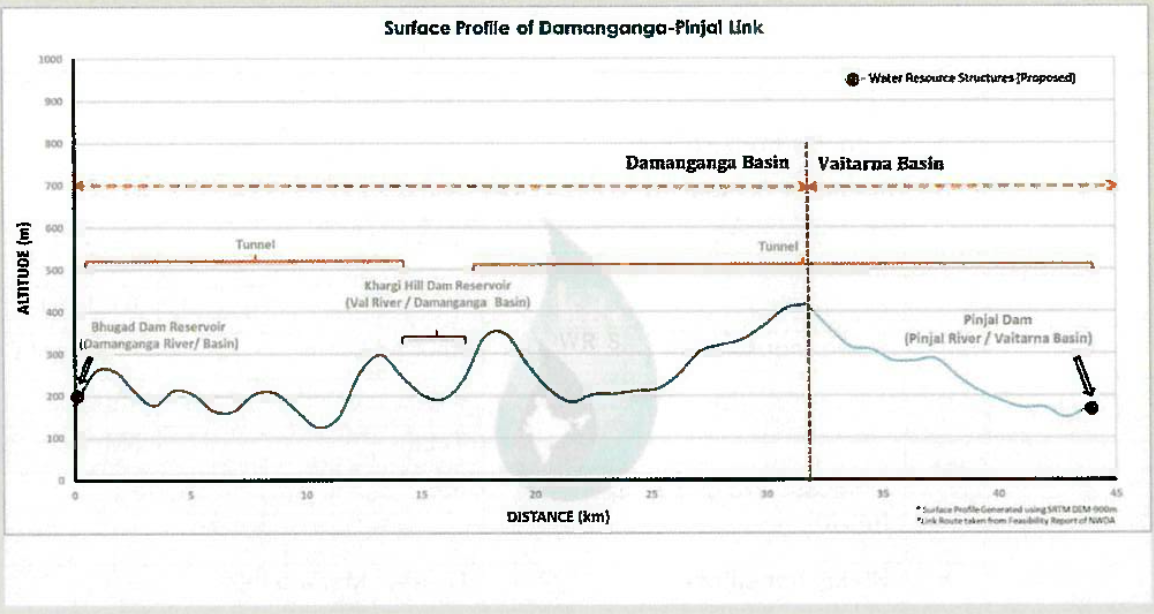 Surface Profile of Damanganga-Pinjal Link
1000
900
800
700
600
500
400
300
200
100
0
ALTITUDE (m)
- Water Resource Structures (Proposed)
Damanganga Basin
Vaitarna Basin
Tunnel
Tunnel
Khargi Hill Dam Reservoir
(Val River / Damanganga Basin)
Bhugad Dam Reservoir
(Damanganga River/ Basin)
Pinjal Dam
(Pinjal River / Vaitarna Basin)
WRIS
0
5
10
15
20
25
30
35
40
45
DISTANCE (km)
* Surface Profile Generated using SRTM DEM-900m
*Link Route taken from Feasibility Report of NWDA